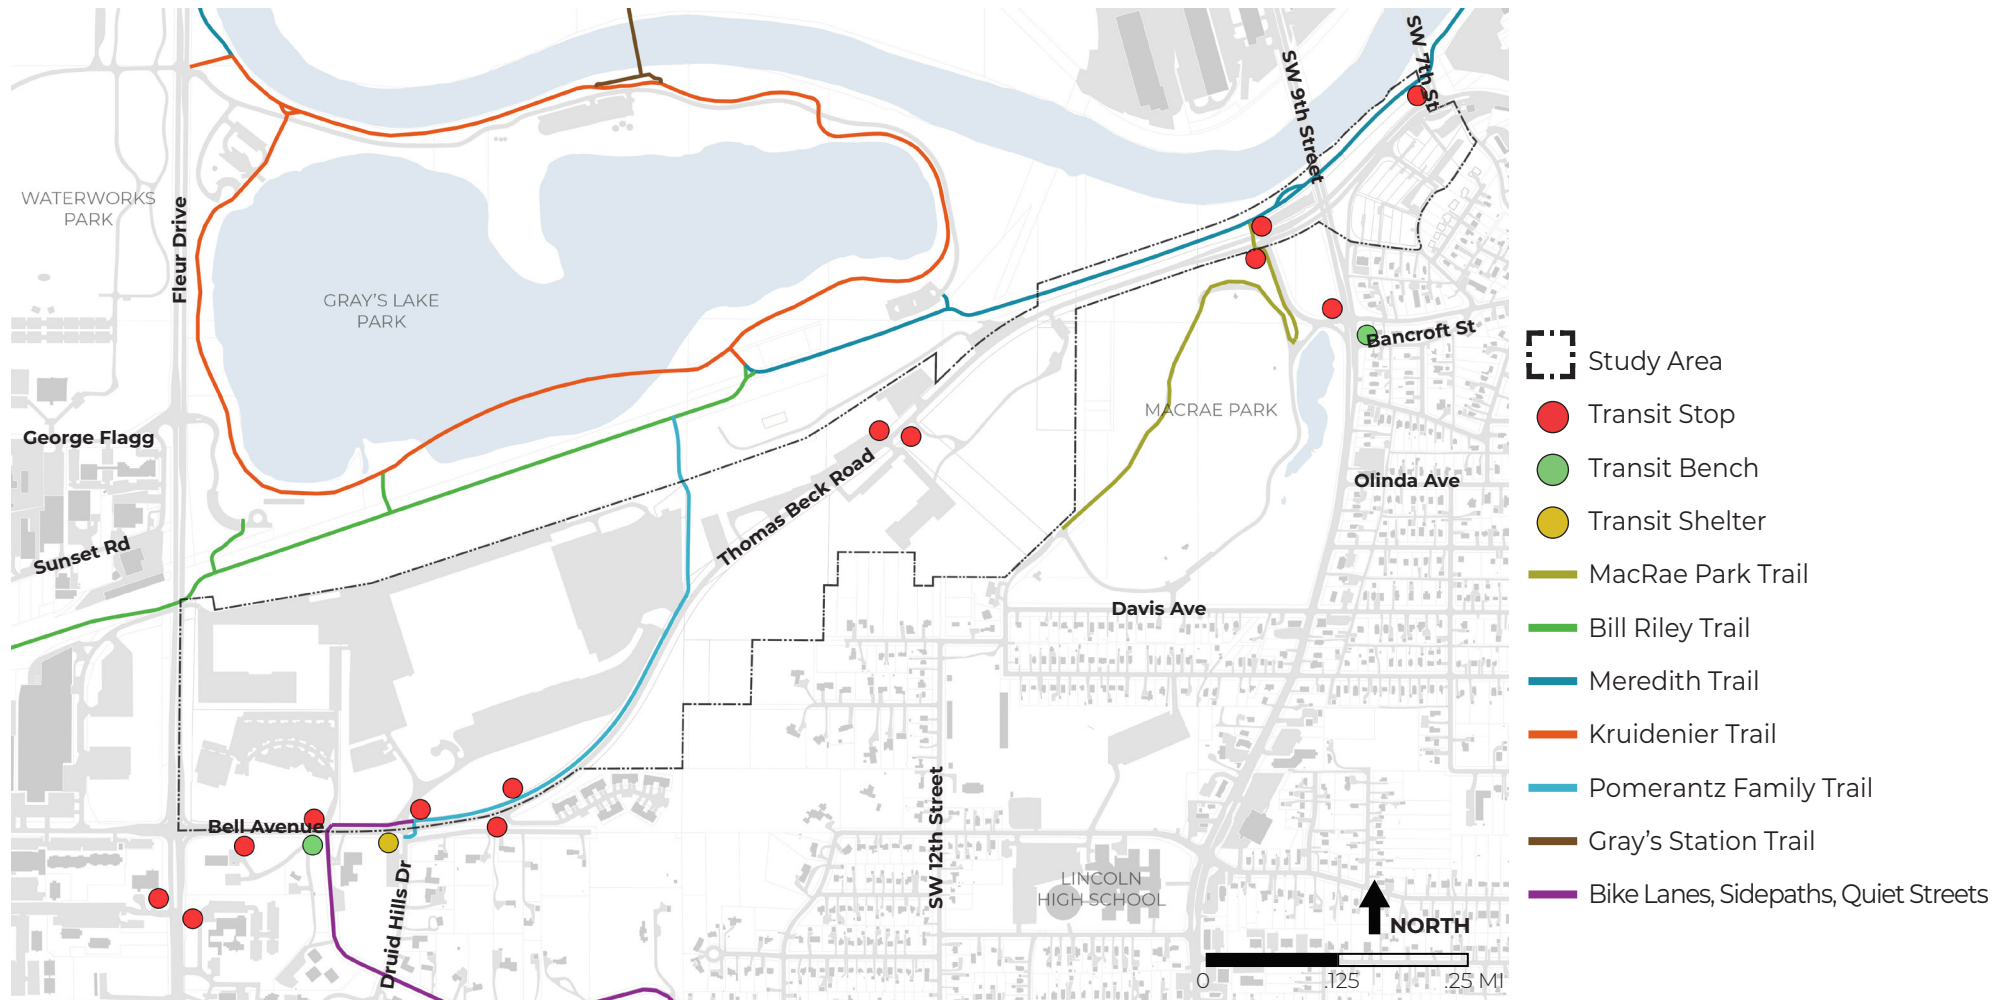 SW 7th St
SW 9th Street
WATERWORKS
PARK
Fleur Drive
GRAY'S LAKE
PARK
Bancroft St
Study Area
MACRAE PARK
Transit Stop
George Flagg
Thomas Beck Road
Olinda Ave
Transit Bench
Transit Shelter
Sunset Rd
MacRae Park Trail
Davis Ave
Bill Riley Trail
Meredith Trail
Kruidenier Trail
Pomerantz Family Trail
Bell Avenue
SW 12th Street
Gray's Station Trail
LINCOLN
HIGH SCHOOL
Bike Lanes, Sidepaths, Quiet Streets
Druid Hills Dr
NORTH
0 .125 .25 MI